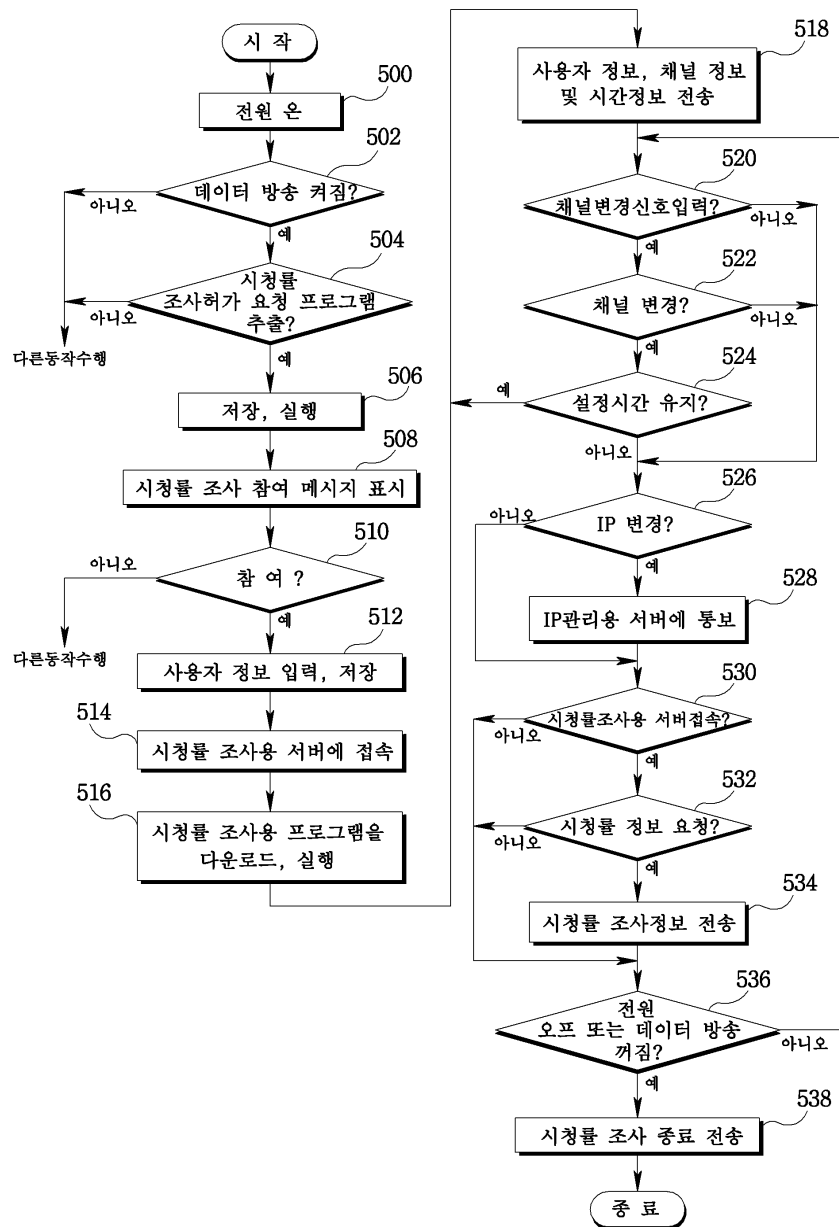 시 작
500
전원 온
502
데이터 방송 켜짐?
아니오
예
504
시청률
조사허가 요청 프로그램
추출?
아니오
예
다른동작수행
506
저장, 실행
508
시청률 조사 참여 메시지 표시
510
참 여 ?
아니오
예
다른동작수행
512
사용자 정보 입력, 저장
514
시청률 조사용 서버에 접속
516
시청률 조사용 프로그램을
다운로드, 실행
518
사용자 정보, 채널 정보
및 시간정보 전송
520
채널변경신호입력?
아니오
예
522
채널 변경?
아니오
예
524
예
설정시간 유지?
아니오
526
아니오
IP 변경?
예
528
IP관리용 서버에 통보
530
시청률조사용 서버접속?
아니오
예
532
시청률 정보 요청?
아니오
예
534
시청률 조사정보 전송
536
전원
오프 또는 데이터 방송
꺼짐?
아니오
예
538
시청률 조사 종료 전송
종 료